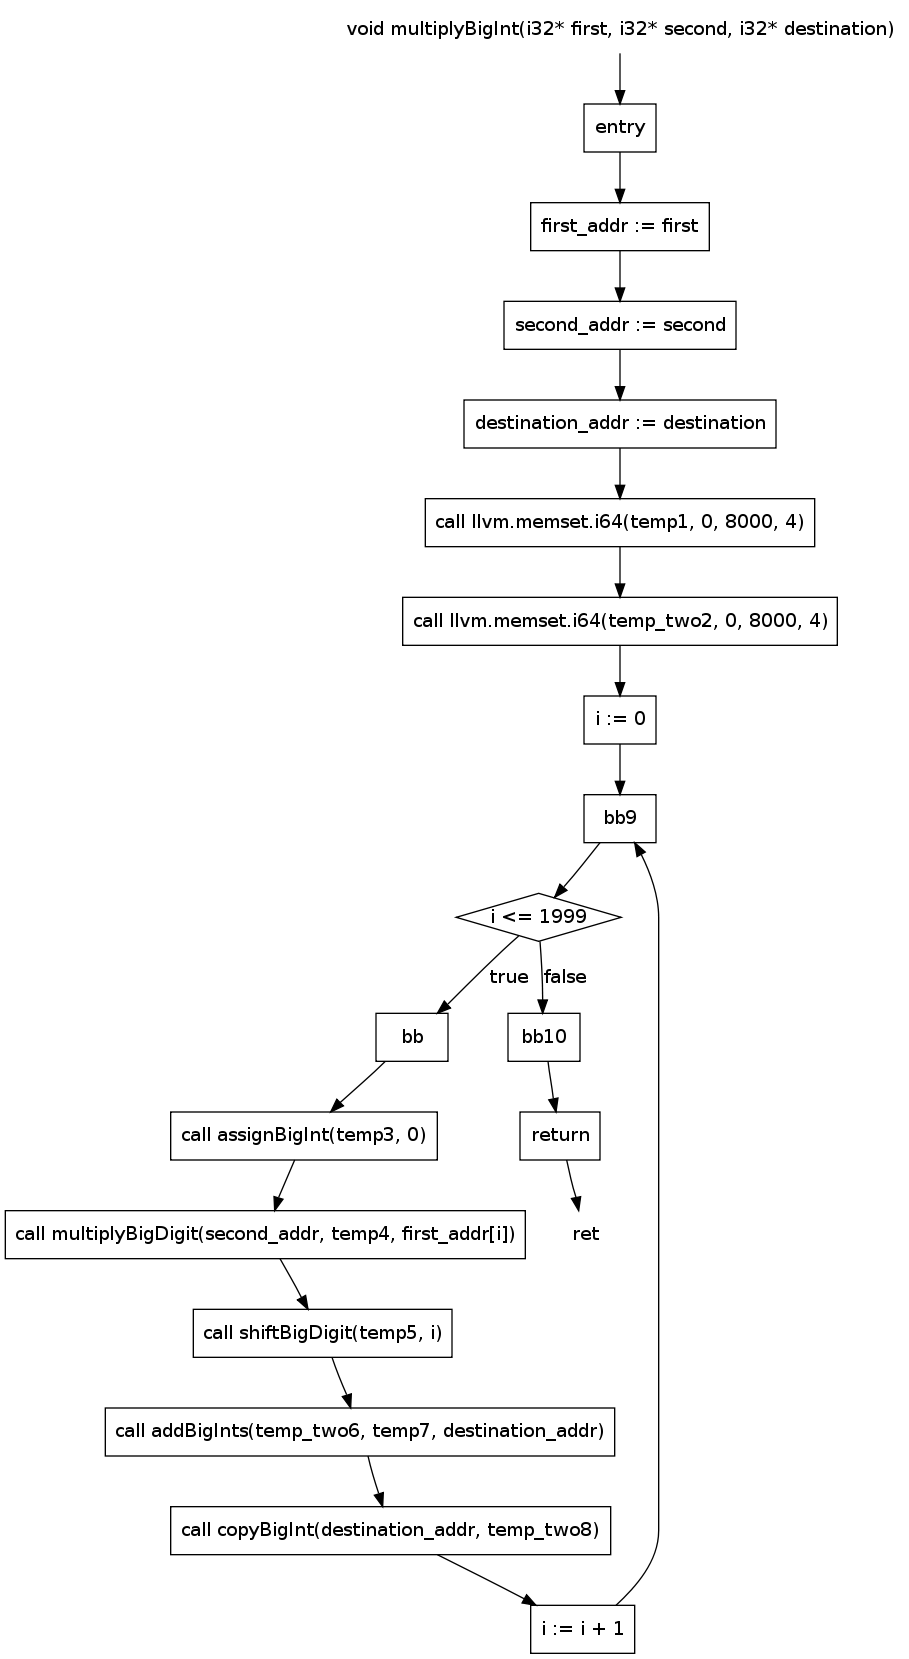 void multiplyBigInt(i32* first, i32* second, i32* destination)
entry
first_addr := first
second_addr := second
destination_addr := destination
call llvm.memset.i64(temp1, 0, 8000, 4)
call llvm.memset.i64(temp_two2, 0, 8000, 4)
i := 0
bb9
i <= 1999
true
false
bb
bb10
call assignBigInt(temp3, 0)
return
call multiplyBigDigit(second_addr, temp4, first_addr[i])
ret
call shiftBigDigit(temp5, i)
call addBigInts(temp_two6, temp7, destination_addr)
call copyBigInt(destination_addr, temp_two8)
i := i + 1